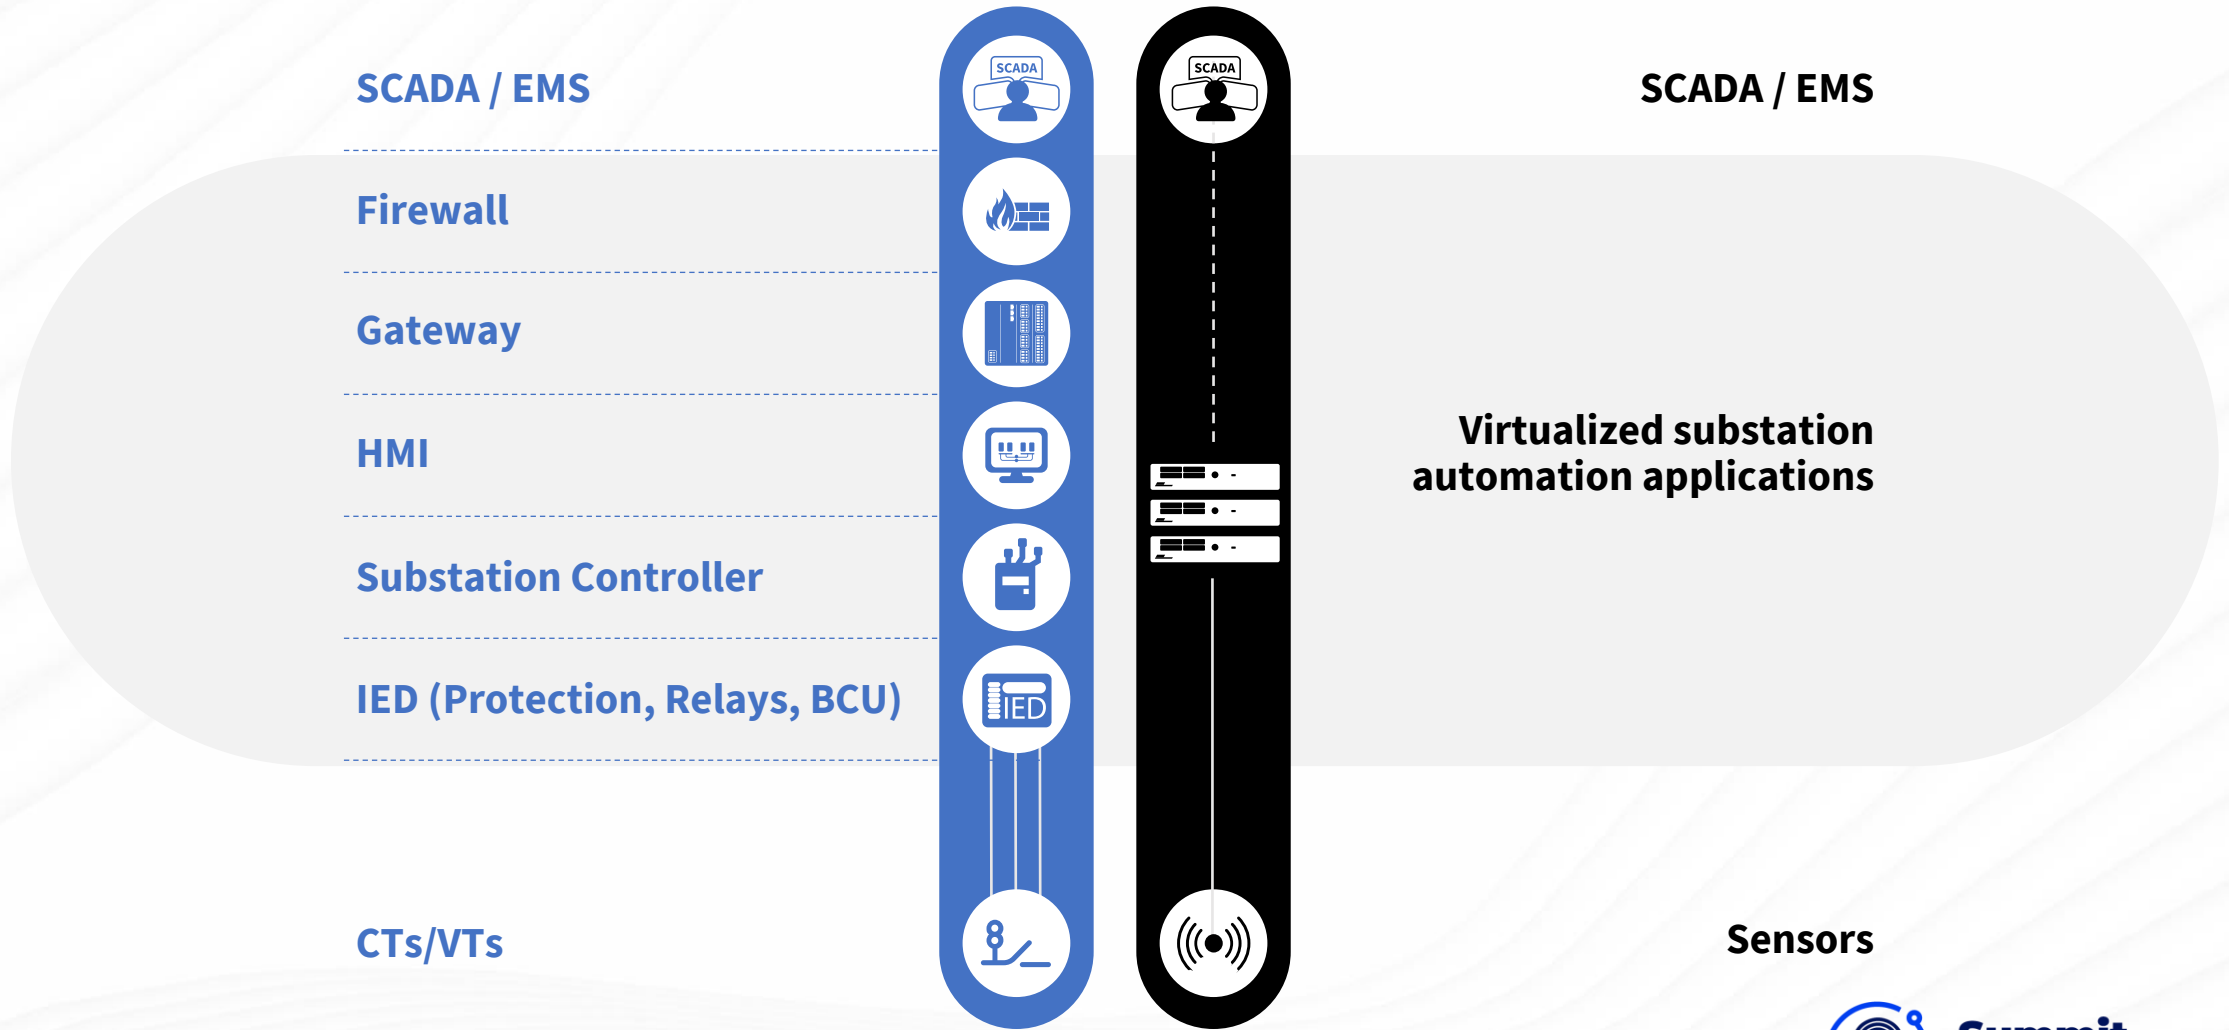 SCADA / EMS
SCADA
SCADA
SCADA / EMS
Firewall
Gateway
HMI
Virtualized substation
automation applications
Substation Controller
IED (Protection, Relays, BCU)
IED
CTs/VTs
Sensors
Summit